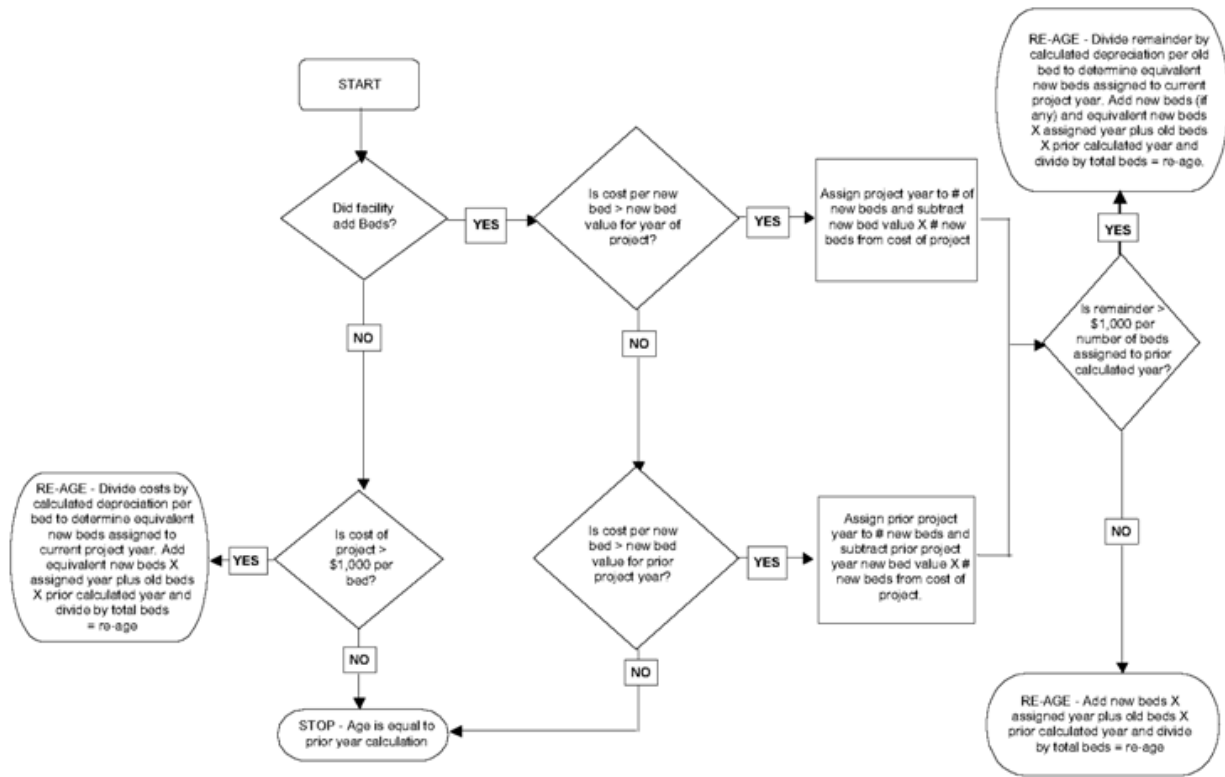 START
Did facility
add Beds?
YES
Is cost per new
bed > new bed
value for year of
project?
YES
Assign project year to # of
new beds and subtract
new bed value X # new
beds from cost of project
RE-AGE - Divide remainder by
calculated depreciation per old
bed to determine equivalent
new beds assigned to current
project year. Add new beds (if
any) and equivalent new beds
X assigned year plus old beds
X prior calculated year and
divide by total beds = re-age.
YES
Is remainder >
$1,000 per
number of beds
assigned to prior
calculated year?
NO
NO
RE-AGE - Divide costs by
calculated depreciation per
bed to determine equivalent
new beds assigned to
current project year. Add
equivalent new beds X
assigned year plus old beds
X prior calculated year and
divide by total beds
= re-age
YES
Is cost of
project >
$1,000 per
bed?
Is cost per new
bed > new bed
value for prior
project year?
YES
Assign prior project
year to # new beds and
subtract prior project
year new bed value X #
new beds from cost of
project.
NO
NO
NO
STOP - Age is equal to
prior year calculation
RE-AGE - Add new beds X
assigned year plus old beds X
prior calculated year and divide
by total beds = re-age